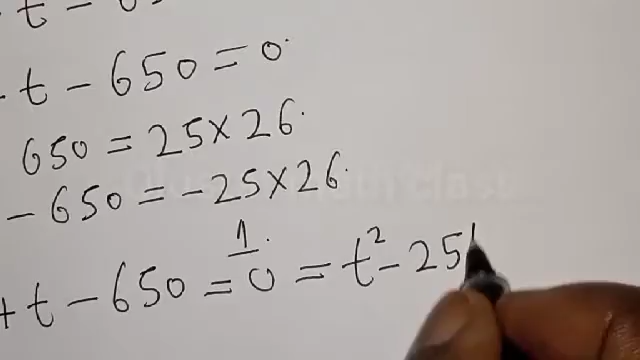 t -
t - 650 = 0.
650 = 25 × 26.
- 650 = -25 × 26.
1.
+ t - 650 = 0 = t² - 25